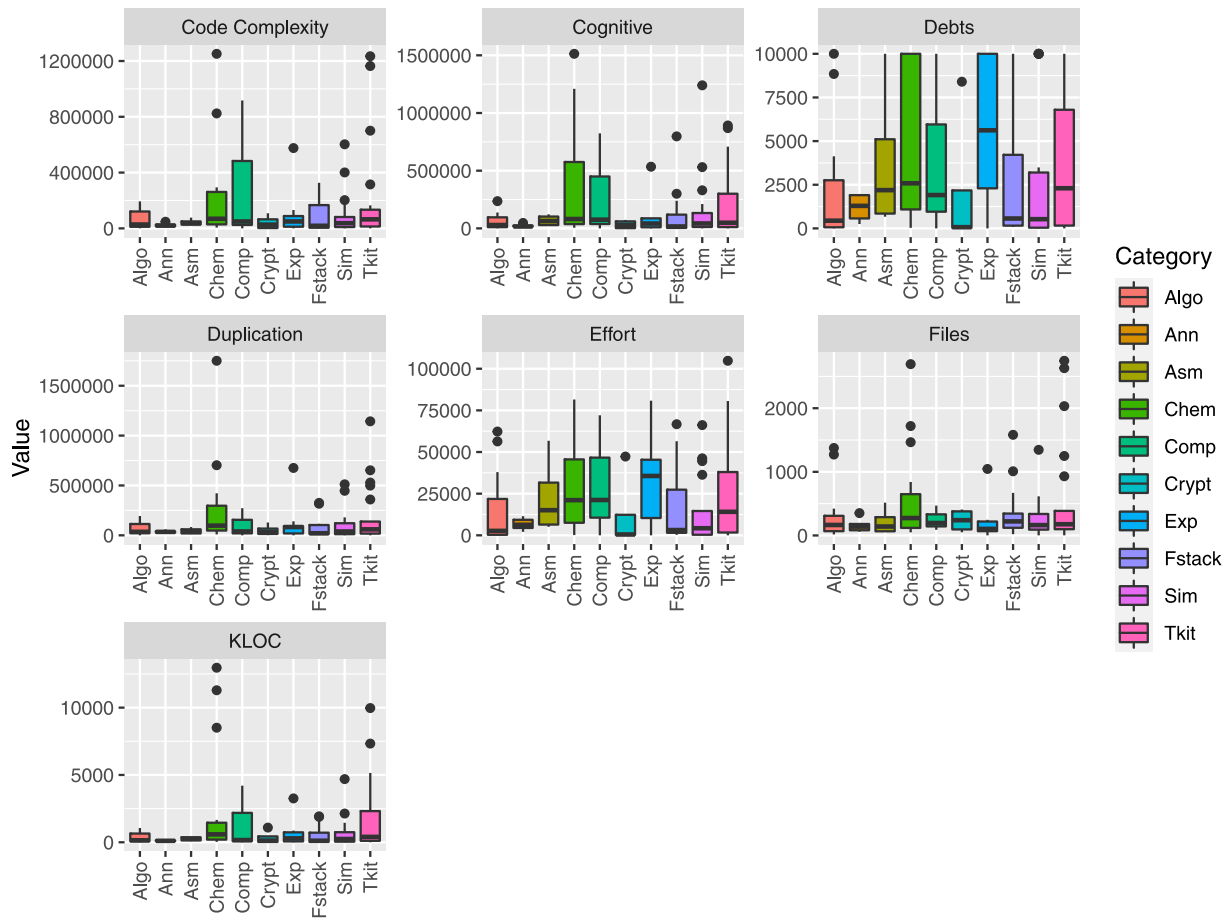 Code Complexity
Cognitive
Debts
1200000
800000
400000
0
1500000
1000000
500000
0
10000
7500
5000
2500
0
Algo Ann Asm Chem Comp Crypt Exp Fstack Sim Tkit
Algo Ann Asm Chem Comp Crypt Exp Fstack Sim Tkit
Algo Ann Asm Chem Comp Crypt Exp Fstack Sim Tkit
Duplication
Effort
Files
Value
1500000
1000000
500000
0
100000
75000
50000
25000
0
2000
1000
0
Algo Ann Asm Chem Comp Crypt Exp Fstack Sim Tkit
Algo Ann Asm Chem Comp Crypt Exp Fstack Sim Tkit
Algo Ann Asm Chem Comp Crypt Exp Fstack Sim Tkit
KLOC
10000
5000
0
Algo Ann Asm Chem Comp Crypt Exp Fstack Sim Tkit
Category
Algo
Ann
Asm
Chem
Comp
Crypt
Exp
Fstack
Sim
Tkit